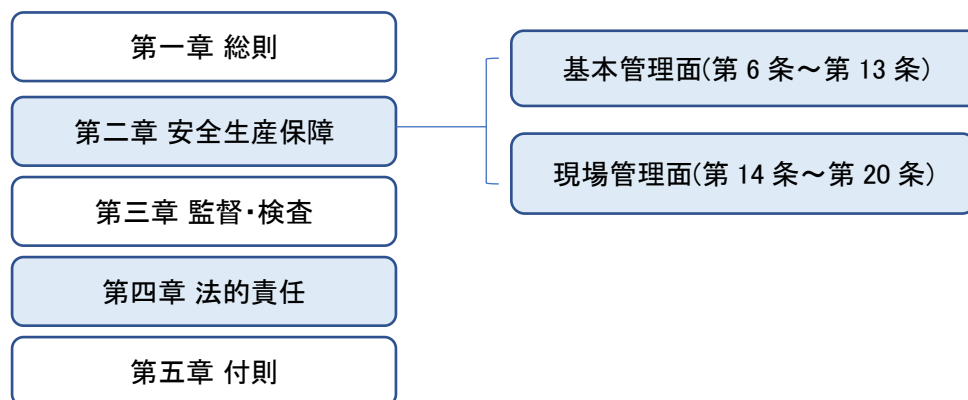 第一章 総則
第二章 安全生産保障
第三章 監督・検査
第四章 法的責任
第五章 付則
基本管理面(第 6 条～第 13 条)
現場管理面(第 14 条～第 20 条)